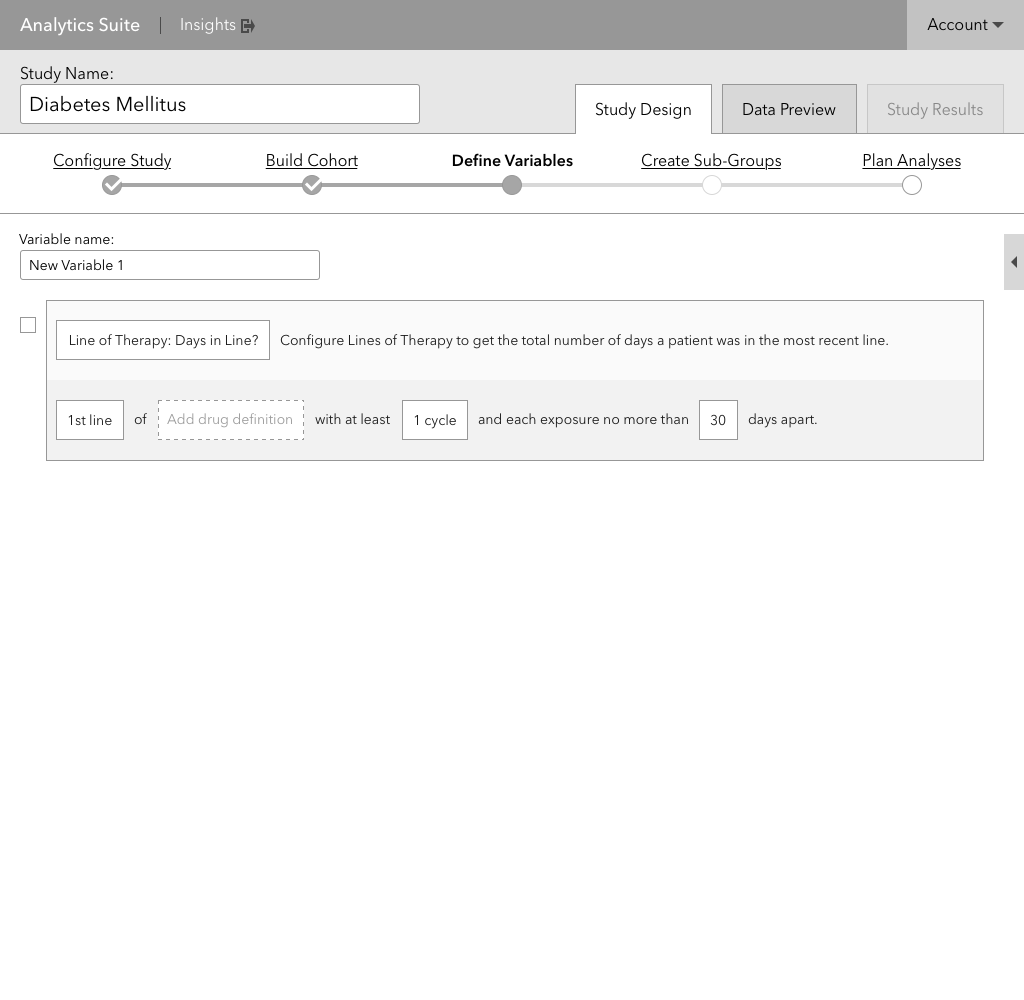 Analytics Suite | Insights Account
Study Name:
Diabetes Mellitus
Study Design Data Preview Study Results
Configure Study Build Cohort Define Variables Create Sub-Groups Plan Analyses
Variable name:
New Variable 1
Line of Therapy: Days in Line? Configure Lines of Therapy to get the total number of days a patient was in the most recent line.
1st line of Add drug definition with at least 1 cycle and each exposure no more than 30 days apart.